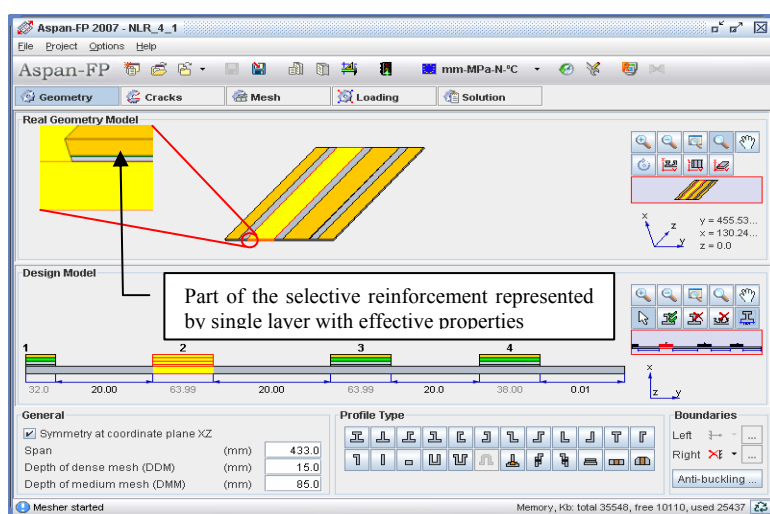 Aspan-FP 2007 - NLR_4_1
File Project Options Help
Aspan-FP mm-MPa-N-ºC
Geometry Cracks Mesh Loading Solution
Real Geometry Model
x
z
y
y = 455.53...
x = 130.24...
z = 0.0
Design Model
Part of the selective reinforcement represented
by single layer with effective properties
1 2 3 4
32.0 20.00 63.99 20.00 63.99 20.0 38.00 0.01
x
z y
General
Symmetry at coordinate plane XZ
Span (mm) 433.0
Depth of dense mesh (DDM) (mm) 15.0
Depth of medium mesh (DMM) (mm) 85.0
Profile Type
Boundaries
Left ...
Right ...
Anti-buckling ...
Mesher started Memory, Kb: total 35548, free 10110, used 25437